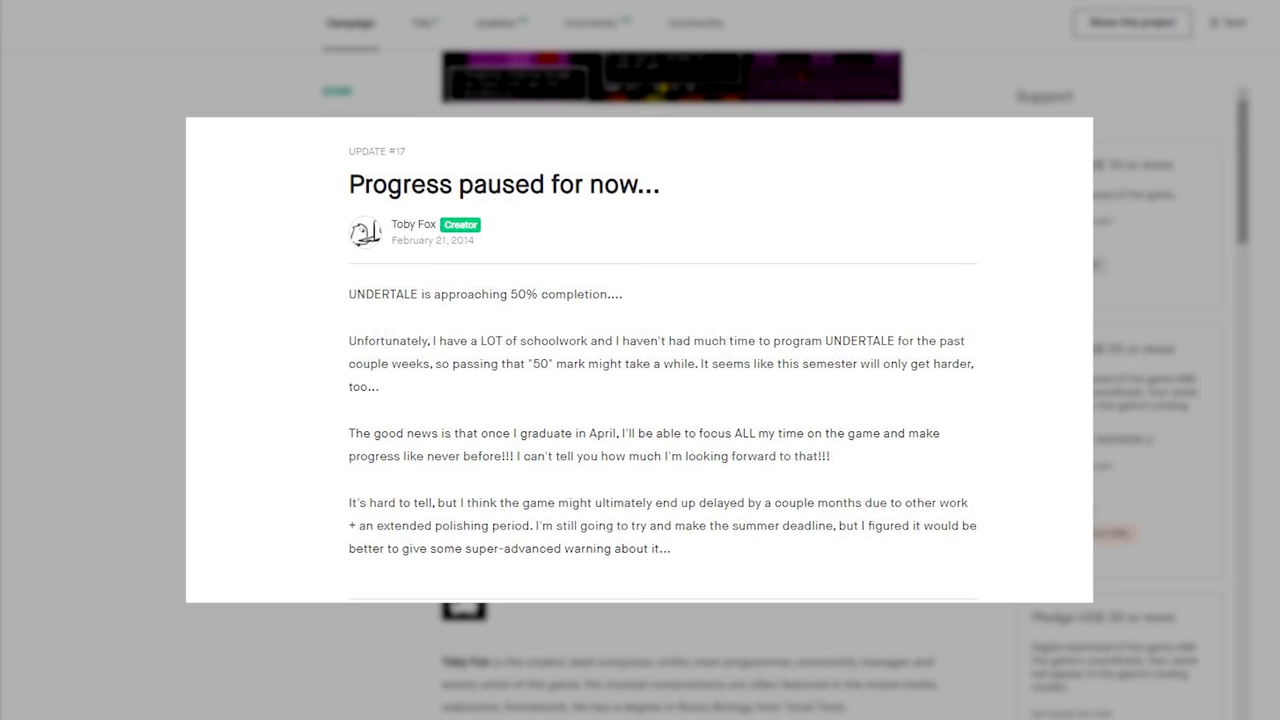 Campaign
Updates
Comments
Community
Share this project
Support
UPDATE #17
Progress paused for now...
Toby Fox Creator
February 21, 2014
UNDERTALE is approaching 50% completion....
Unfortunately, I have a LOT of schoolwork and I haven't had much time to program UNDERTALE for the past
couple weeks, so passing that "50" mark might take a while. It seems like this semester will only get harder,
too...
The good news is that once I graduate in April, I'll be able to focus ALL my time on the game and make
progress like never before!!! I can't tell you how much I'm looking forward to that!!!
It's hard to tell, but I think the game might ultimately end up delayed by a couple months due to other work
+ an extended polishing period. I'm still going to try and make the summer deadline, but I figured it would be
better to give some super-advanced warning about it...
Toby Fox